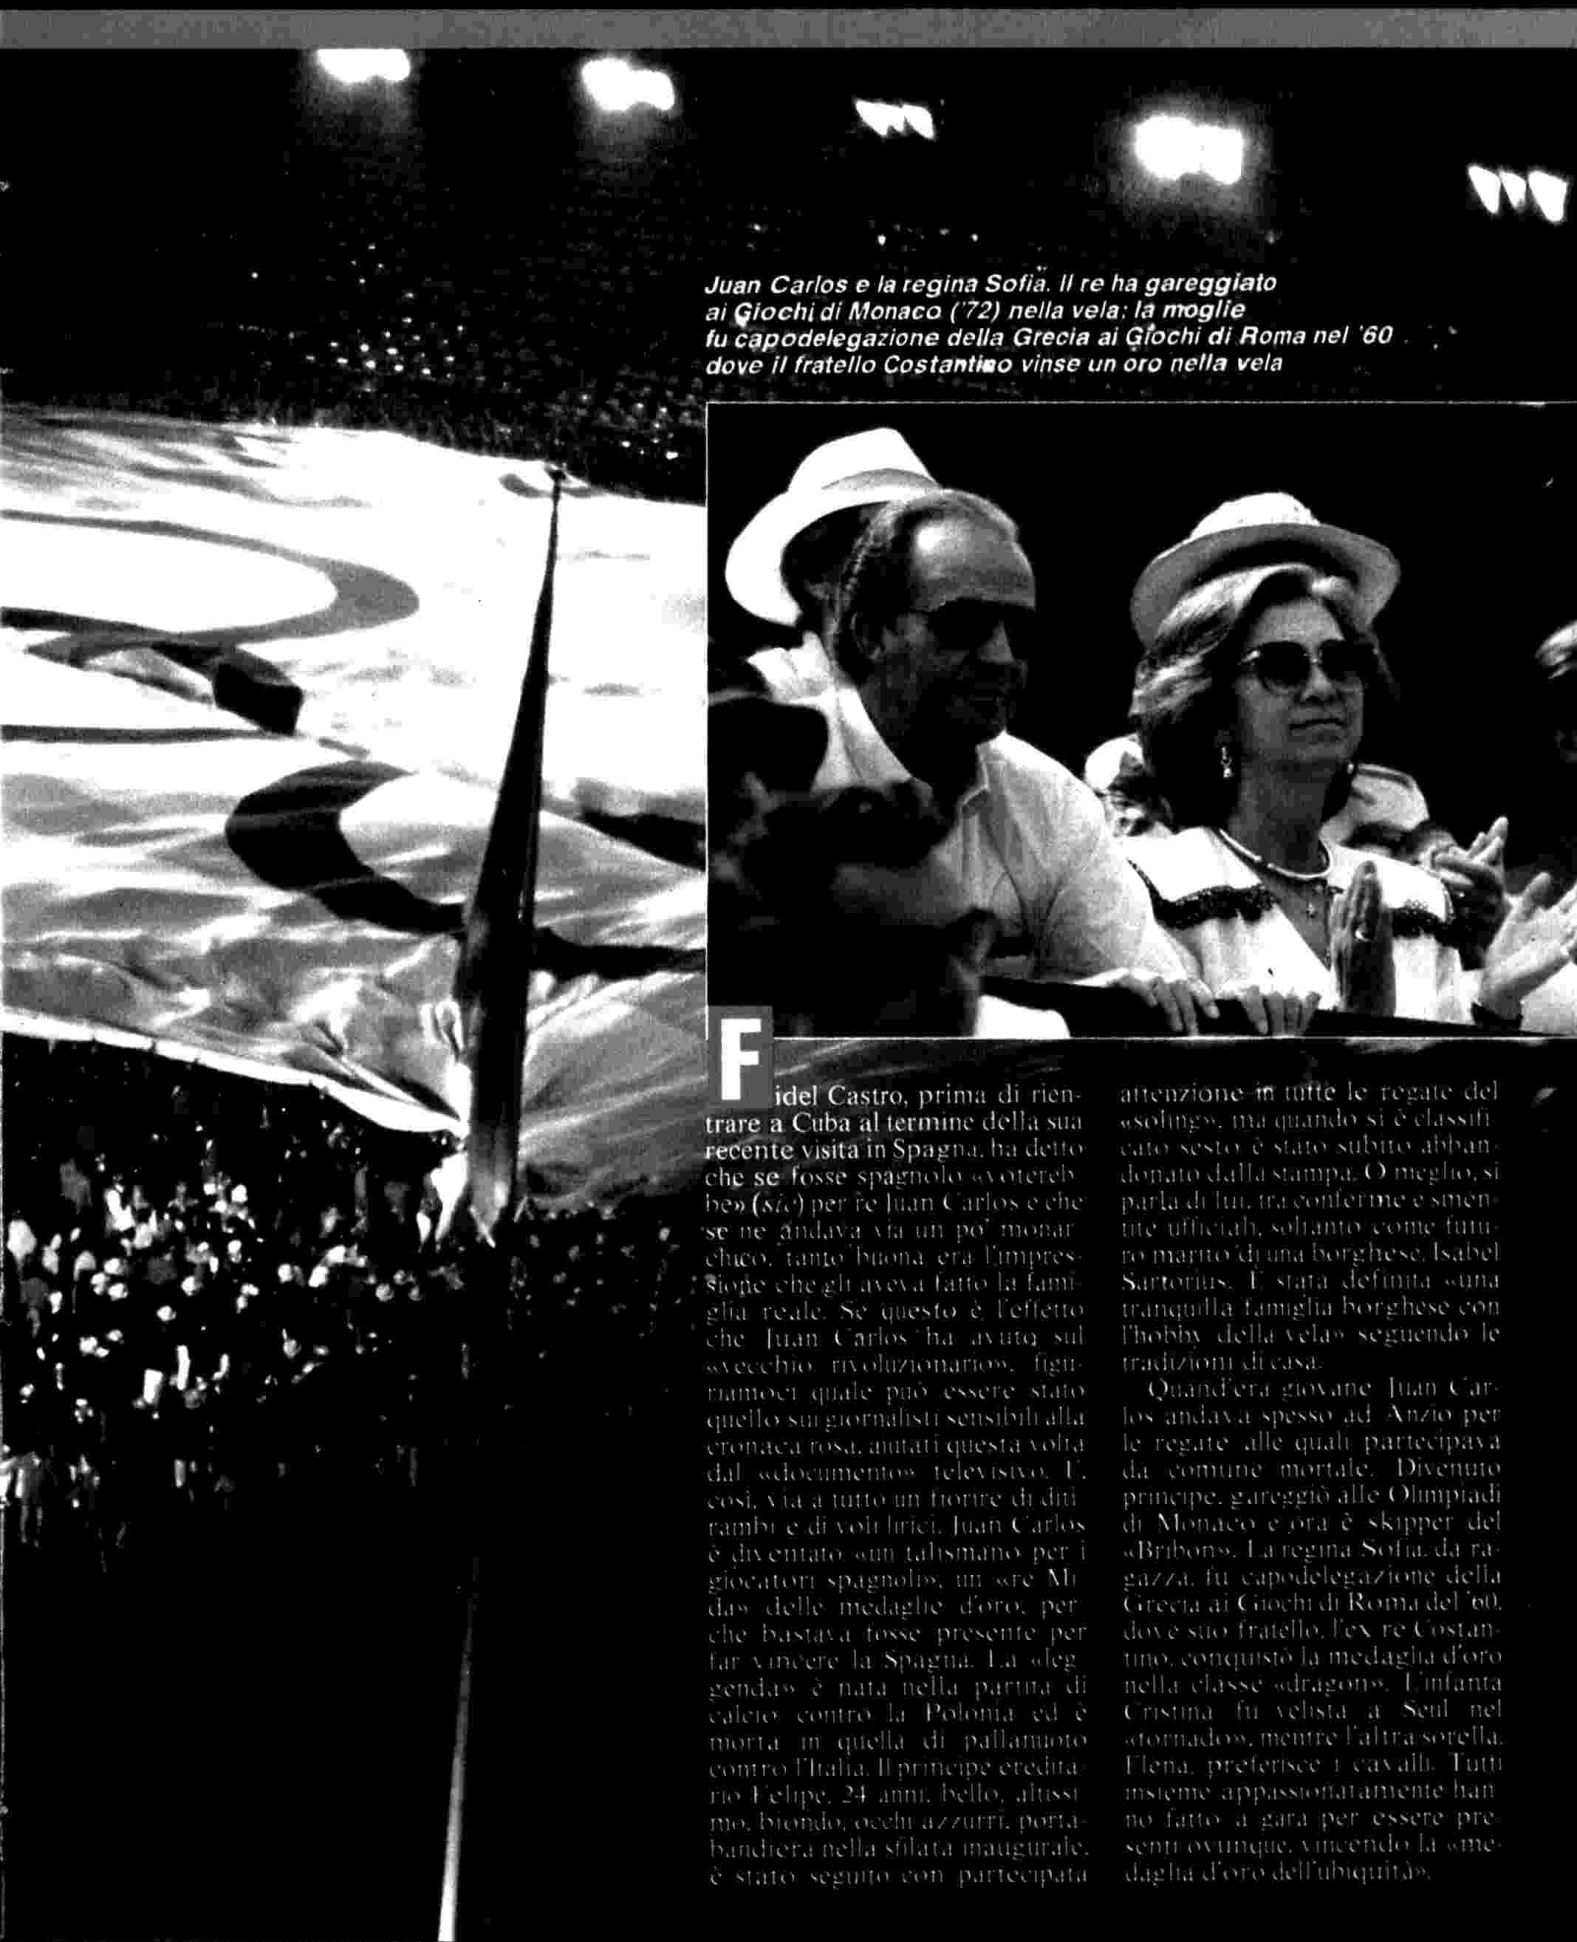 Juan Carlos e la regina Sofia. Il re ha gareggiato
ai Giochi di Monaco ('72) nella vela; la moglie
fu capodelegazione della Grecia ai Giochi di Roma nel '60
dove il fratello Costantino vinse un oro nella vela
Fidel Castro, prima di rien-
trare a Cuba al termine della sua
recente visita in Spagna, ha detto
che se fosse spagnolo «votereb-
be» (sic) per re Juan Carlos e che
se ne andava via un po' monar-
chico, tanto buona era l'impres-
sione che gli aveva fatto la fami-
glia reale. Se questo è l'effetto
che Juan Carlos ha avuto sul
«vecchio rivoluzionario», figu-
riamoci quale può essere stato
quello sui giornalisti sensibili alla
cronaca rosa, aiutati questa volta
dal «documento» televisivo. E,
così, via a tutto un fiorire di diti-
rambi e di voli lirici. Juan Carlos
è diventato «un talismano per i
giocatori spagnoli», un «re Mi-
da» delle medaglie d'oro, per-
che bastava fosse presente per
far vincere la Spagna. La «leg-
genda» è nata nella partita di
calcio contro la Polonia ed è
morta in quella di pallanuoto
contro l'Italia. Il principe eredita-
rio Felipe, 24 anni, bello, altissi-
mo, biondo, occhi azzurri, porta-
bandiera nella sfilata inaugurale,
è stato seguito con partecipata
attenzione in tutte le regate del
«soling», ma quando si è classifi-
cato sesto è stato subito abban-
donato dalla stampa. O meglio, si
parla di lui, tra conferme e smen-
tite ufficiali, soltanto come futu-
ro marito di una borghese, Isabel
Sartorius. È stata definita «una
tranquilla famiglia borghese con
l'hobby della vela» seguendo le
tradizioni di casa.
Quand'era giovane Juan Car-
los andava spesso ad Anzio per
le regate alle quali partecipava
da comune mortale. Divenuto
principe, gareggiò alle Olimpiadi
di Monaco e ora è skipper del
«Bribon». La regina Sofia, da ra-
gazza, fu capodelegazione della
Grecia ai Giochi di Roma del '60,
dove suo fratello, l'ex re Costan-
tino, conquistò la medaglia d'oro
nella classe «dragon». L'infanta
Cristina fu velista a Seul nel
«tornado», mentre l'altra sorella,
Elena, preferisce i cavalli. Tutti
insieme appassionatamente han-
no fatto a gara per essere pre-
senti ovunque, vincendo la «me-
daglia d'oro dell'ubiquità».